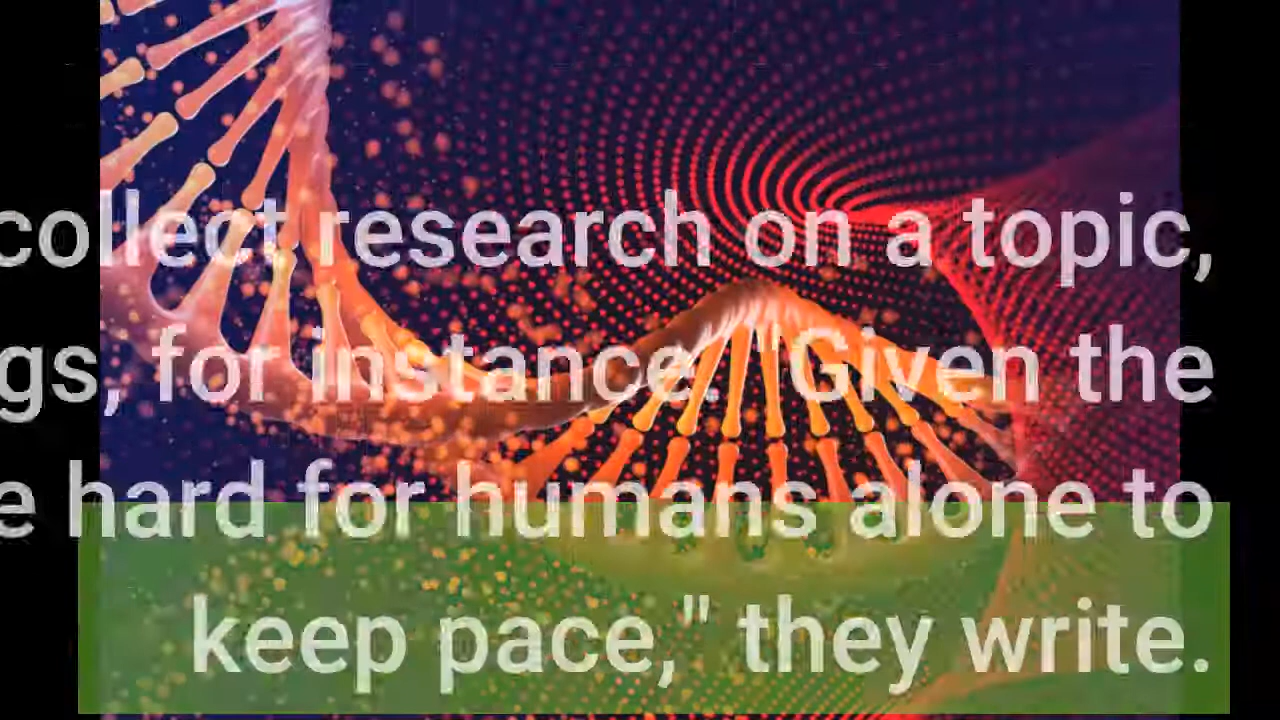 collect research on a topic,
gs, for instance. "Given the
e hard for humans alone to
keep pace," they write.